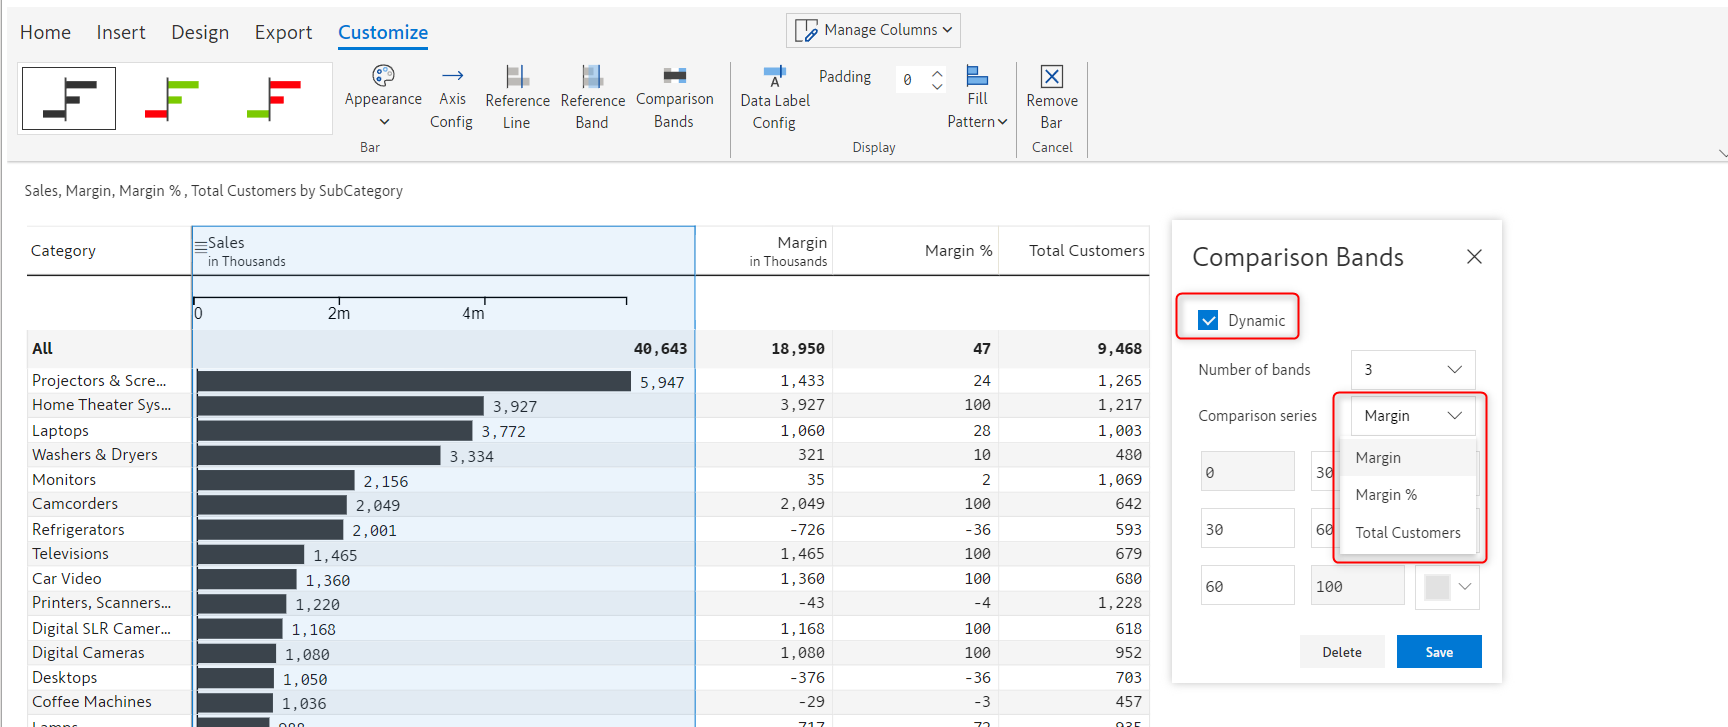 Home Insert Design Export Customize
Manage Columns
Appearance
Axis Config
Reference Line
Reference Band
Comparison Bands
Bar
Data Label Config
Padding 0
Fill Pattern
Display
Remove Bar
Cancel
Sales, Margin, Margin % , Total Customers by SubCategory
Category Sales in Thousands Margin in Thousands Margin % Total Customers
0 2m 4m
All 40,643 18,950 47 9,468
Projectors & Scre... 5,947 1,433 24 1,265
Home Theater Sys... 3,927 3,927 100 1,217
Laptops 3,772 1,060 28 1,003
Washers & Dryers 3,334 321 10 480
Monitors 2,156 35 2 1,069
Camcorders 2,049 2,049 100 642
Refrigerators 2,001 -726 -36 593
Televisions 1,465 1,465 100 679
Car Video 1,360 1,360 100 680
Printers, Scanners... 1,220 -43 -4 1,228
Digital SLR Camer... 1,168 1,168 100 618
Digital Cameras 1,080 1,080 100 952
Desktops 1,050 -376 -36 703
Coffee Machines 1,036 -29 -3 457
Comparison Bands
Dynamic
Number of bands 3
Comparison series Margin
Margin
Margin %
Total Customers
0 30
30 60
60 100
Delete Save